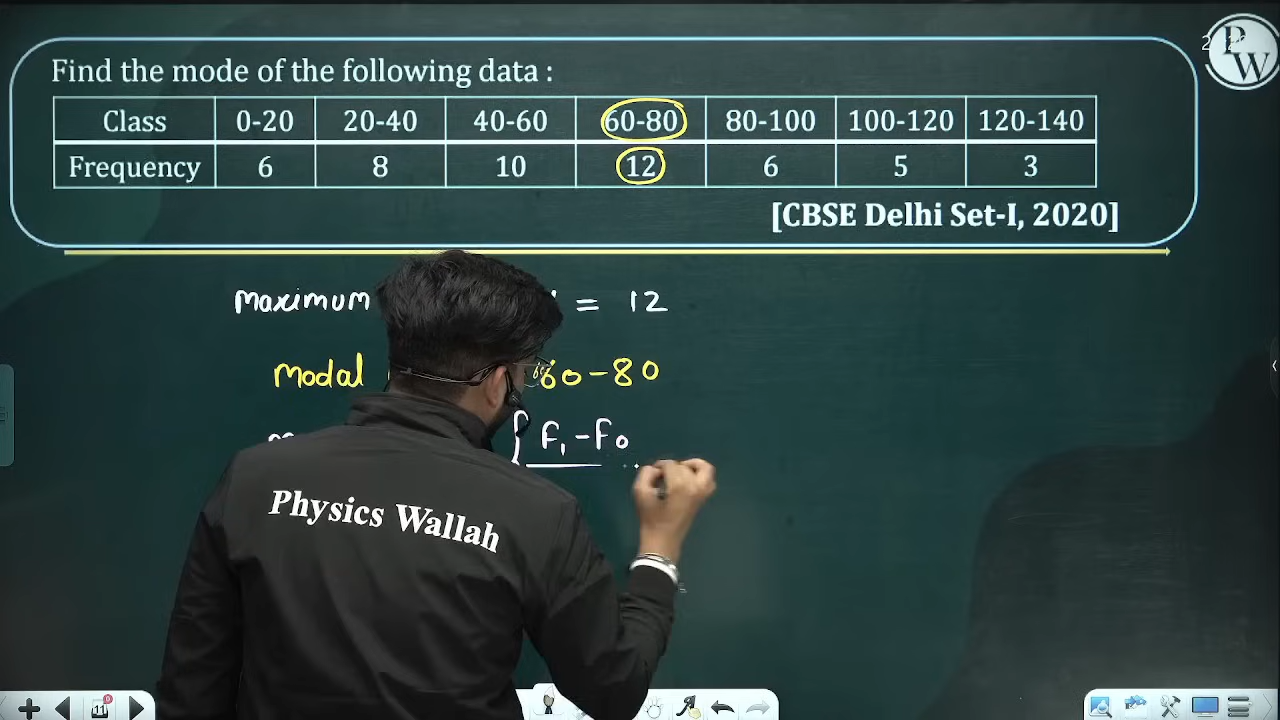 Find the mode of the following data :
Class 0-20 20-40 40-60 60-80 80-100 100-120 120-140
Frequency 6 8 10 12 6 5 3
[CBSE Delhi Set-I, 2020]
maximum = 12
modal 60-80
{ f₁-f₀
Physics Wallah
PW
11